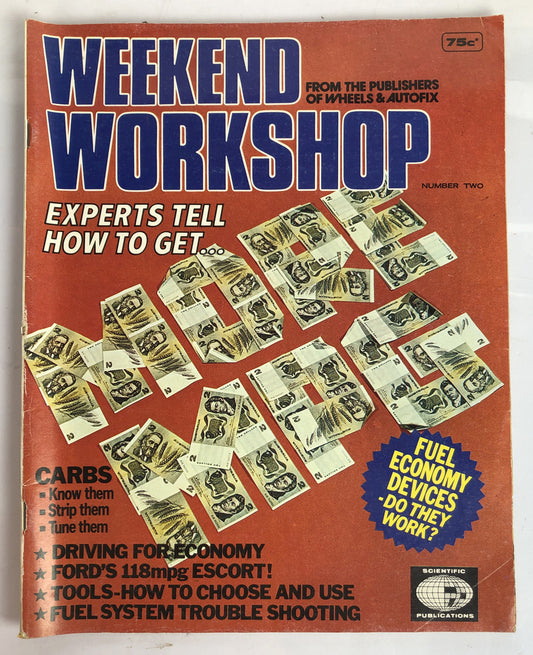 WEEKEND
WORKSHOP
75c*
FROM THE PUBLISHERS
OF WHEELS & AUTOFIX
NUMBER TWO
EXPERTS TELL
HOW TO GET...
MORE
MPG
CARBS
▪ Know them
▪ Strip them
▪ Tune them
★ DRIVING FOR ECONOMY
★ FORD'S 118mpg ESCORT!
★ TOOLS-HOW TO CHOOSE AND USE
★ FUEL SYSTEM TROUBLE SHOOTING
FUEL
ECONOMY
DEVICES
-DO THEY
WORK?
SCIENTIFIC
PUBLICATIONS